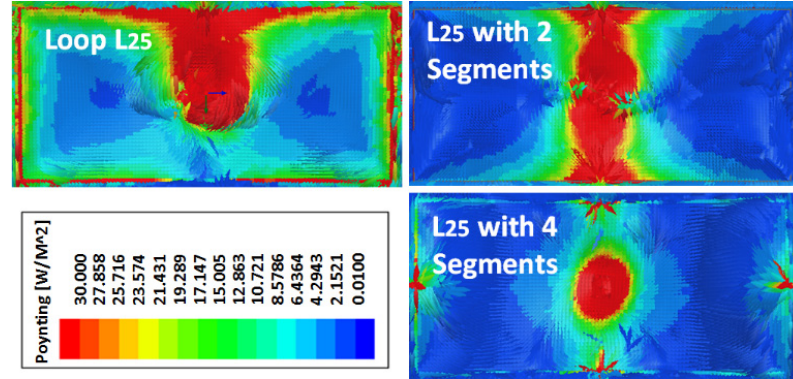 Loop L25
L25 with 2
Segments
L25 with 4
Segments
Poynting [W/M^2]
30.000
27.858
25.716
23.574
21.431
19.289
17.147
15.005
12.863
10.721
8.5786
6.4364
4.2943
2.1521
0.0100